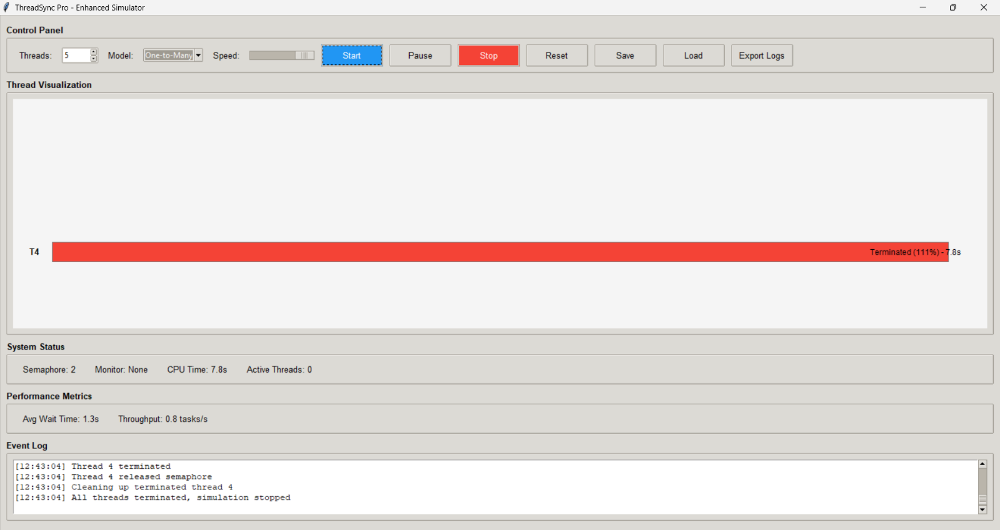 ThreadSync Pro - Enhanced Simulator
Control Panel
Threads: 5 Model: One-to-Many Speed: Start Pause Stop Reset Save Load Export Logs
Thread Visualization
T4 Terminated (111%) - 7.8s
System Status
Semaphore: 2 Monitor: None CPU Time: 7.8s Active Threads: 0
Performance Metrics
Avg Wait Time: 1.3s Throughput: 0.8 tasks/s
Event Log
[12:43:04] Thread 4 terminated
[12:43:04] Thread 4 released semaphore
[12:43:04] Cleaning up terminated thread 4
[12:43:04] All threads terminated, simulation stopped